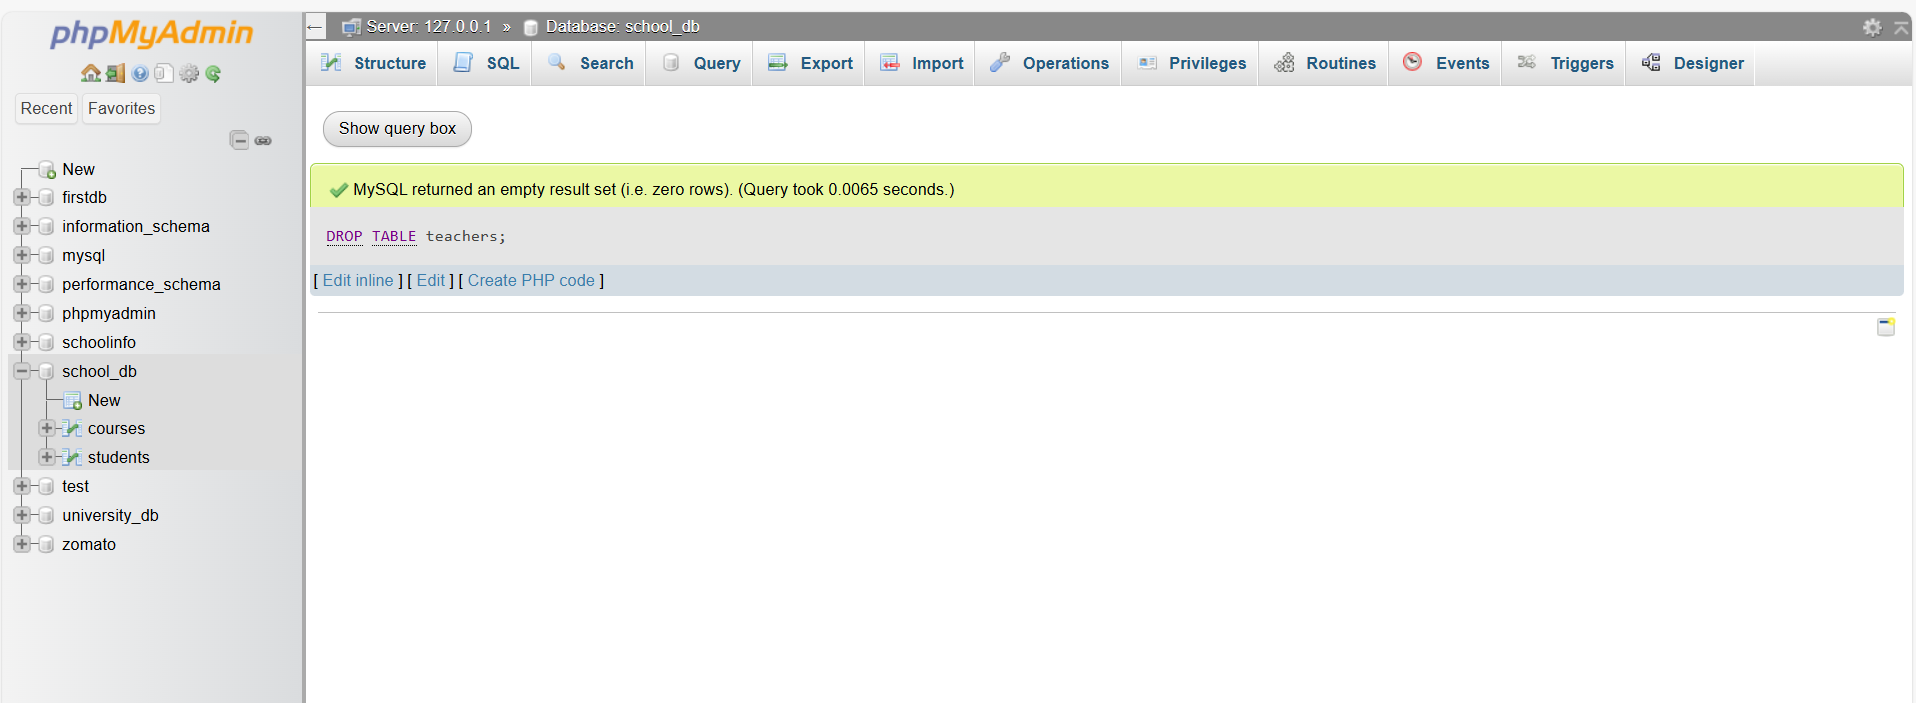 phpMyAdmin
Recent Favorites
New
firstdb
information_schema
mysql
performance_schema
phpmyadmin
schoolinfo
school_db
New
courses
students
test
university_db
zomato
Server: 127.0.0.1 » Database: school_db
Structure SQL Search Query Export Import Operations Privileges Routines Events Triggers Designer
Show query box
MySQL returned an empty result set (i.e. zero rows). (Query took 0.0065 seconds.)
DROP TABLE teachers;
[ Edit inline ] [ Edit ] [ Create PHP code ]